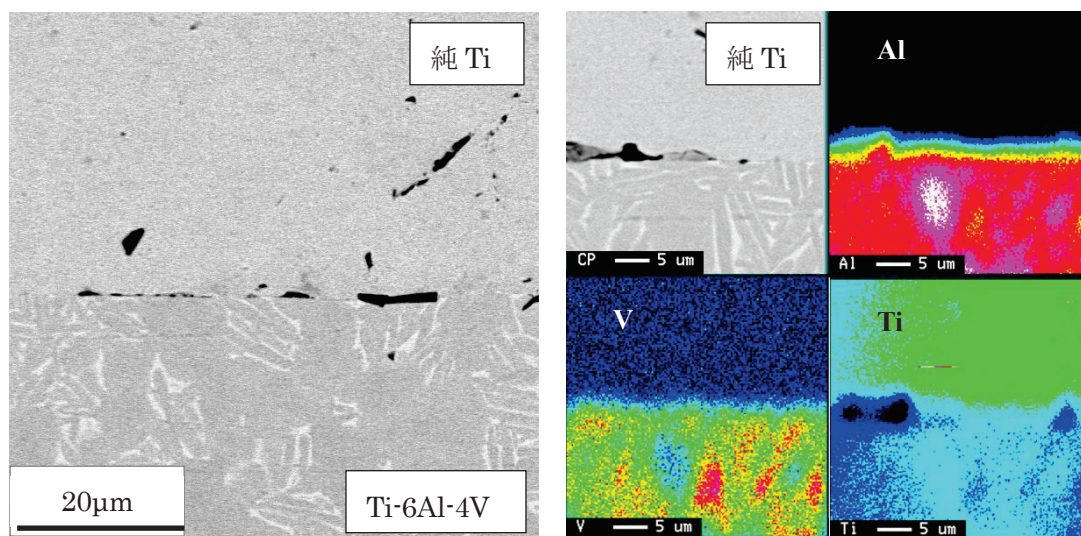 純 Ti
20μm
Ti-6Al-4V
純 Ti
CP 5 um
Al
Al 5 um
V
V 5 um
Ti
Ti 5 um